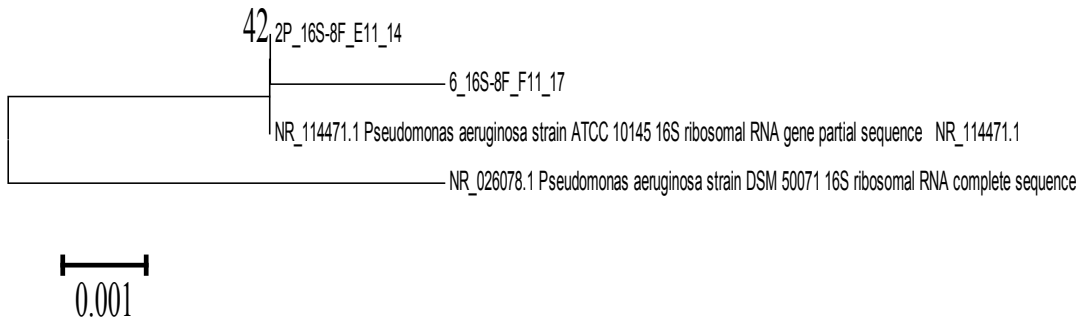 42 2P_16S-8F_E11_14
6_16S-8F_F11_17
NR_114471.1 Pseudomonas aeruginosa strain ATCC 10145 16S ribosomal RNA gene partial sequence NR_114471.1
NR_026078.1 Pseudomonas aeruginosa strain DSM 50071 16S ribosomal RNA complete sequence
0.001